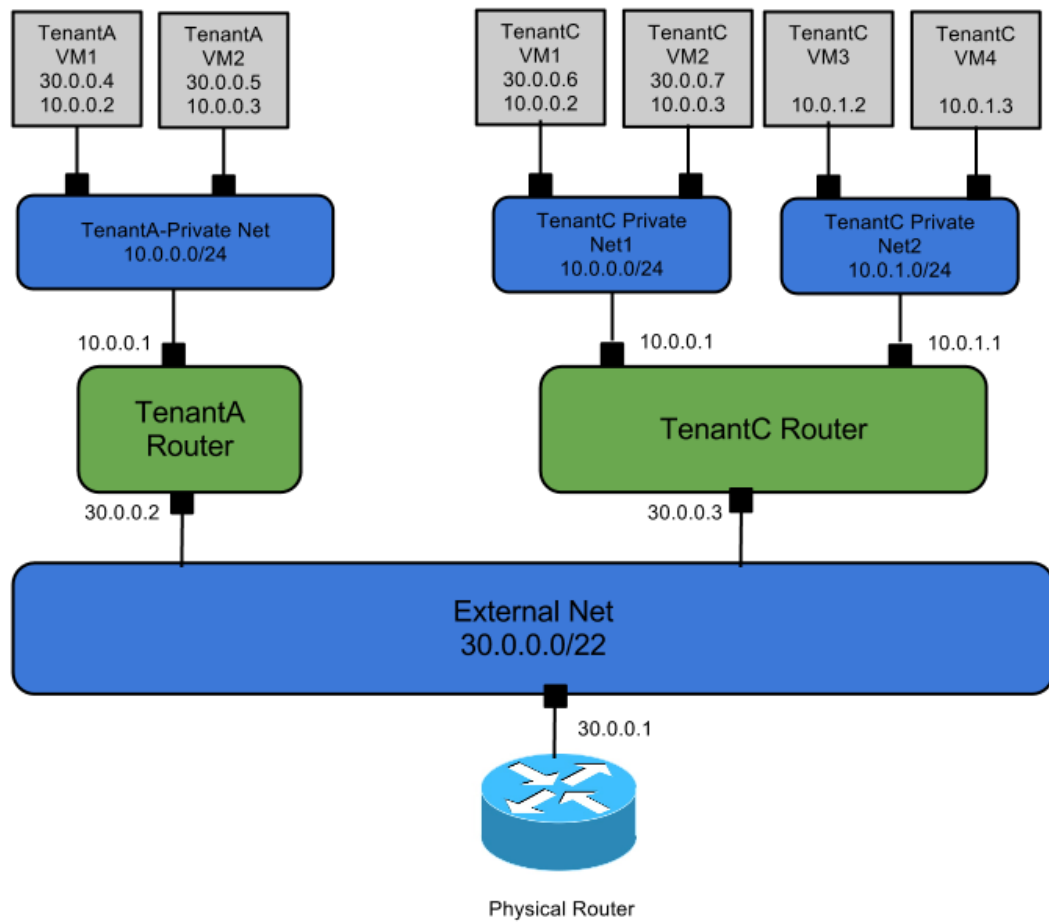 TenantA
VM1
30.0.0.4
10.0.0.2
TenantA
VM2
30.0.0.5
10.0.0.3
TenantC
VM1
30.0.0.6
10.0.0.2
TenantC
VM2
30.0.0.7
10.0.0.3
TenantC
VM3
10.0.1.2
TenantC
VM4
10.0.1.3
TenantA-Private Net
10.0.0.0/24
TenantC Private
Net1
10.0.0.0/24
TenantC Private
Net2
10.0.1.0/24
10.0.0.1
10.0.0.1
10.0.1.1
TenantA
Router
TenantC Router
30.0.0.2
30.0.0.3
External Net
30.0.0.0/22
30.0.0.1
Physical Router